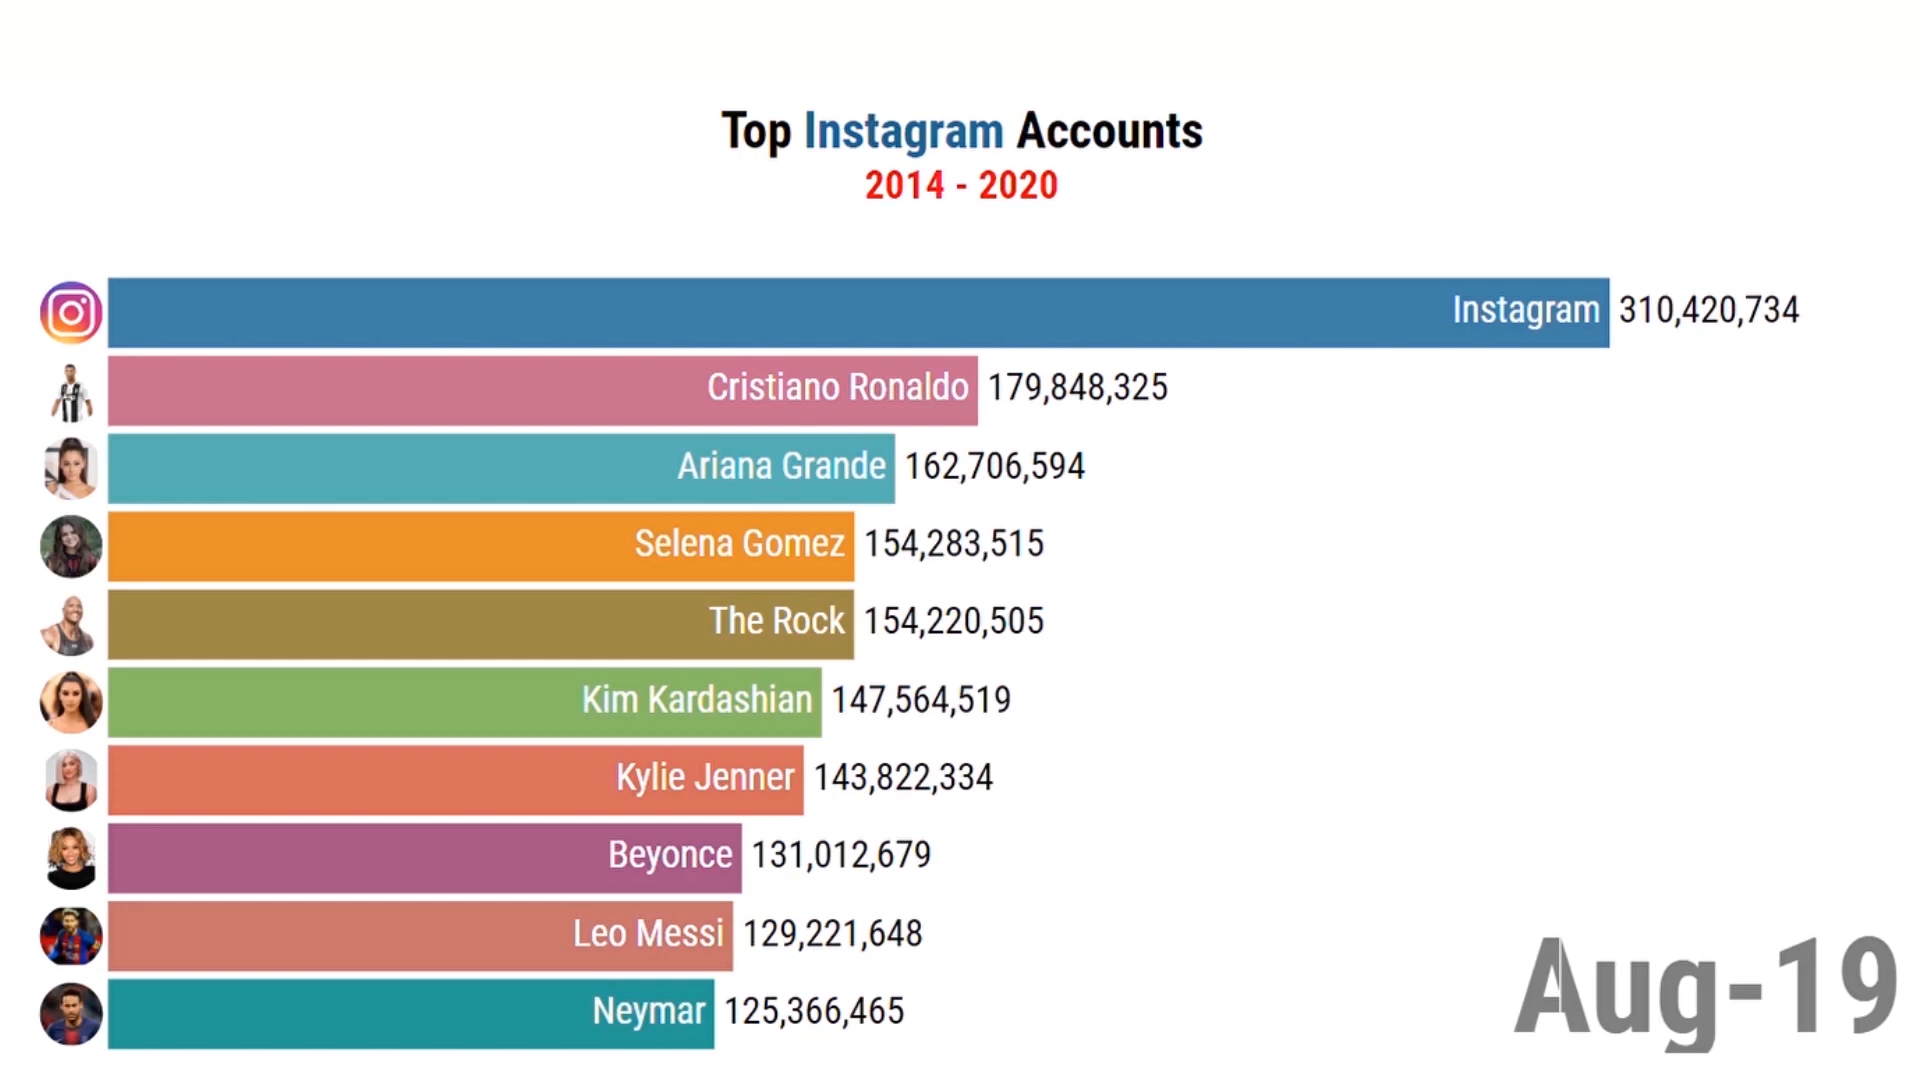 Top Instagram Accounts
2014 - 2020
Instagram 310,420,734
Cristiano Ronaldo 179,848,325
Ariana Grande 162,706,594
Selena Gomez 154,283,515
The Rock 154,220,505
Kim Kardashian 147,564,519
Kylie Jenner 143,822,334
Beyonce 131,012,679
Leo Messi 129,221,648
Neymar 125,366,465
Aug-19